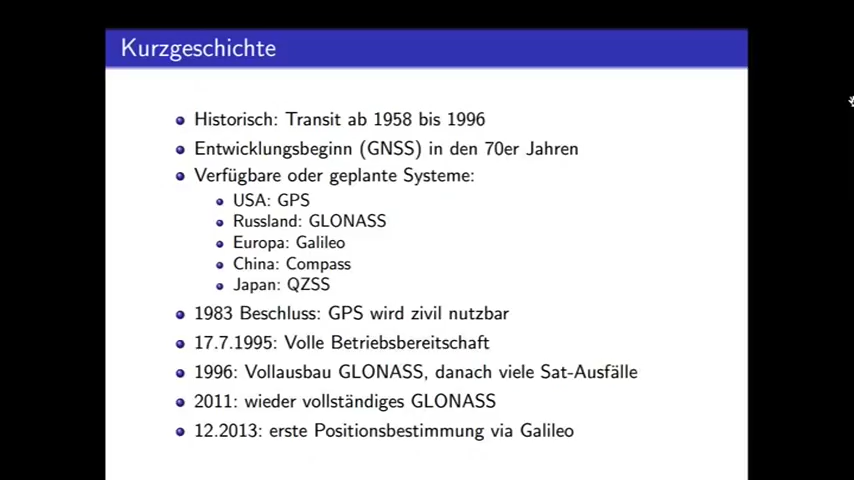 Kurzgeschichte
Historisch: Transit ab 1958 bis 1996
Entwicklungsbeginn (GNSS) in den 70er Jahren
Verfügbare oder geplante Systeme:
USA: GPS
Russland: GLONASS
Europa: Galileo
China: Compass
Japan: QZSS
1983 Beschluss: GPS wird zivil nutzbar
17.7.1995: Volle Betriebsbereitschaft
1996: Vollausbau GLONASS, danach viele Sat-Ausfälle
2011: wieder vollständiges GLONASS
12.2013: erste Positionsbestimmung via Galileo